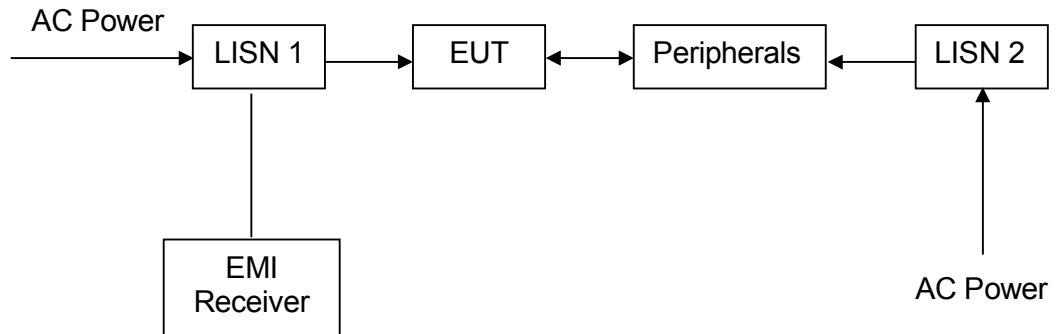 AC Power
LISN 1
EUT
Peripherals
LISN 2
EMI
Receiver
AC Power